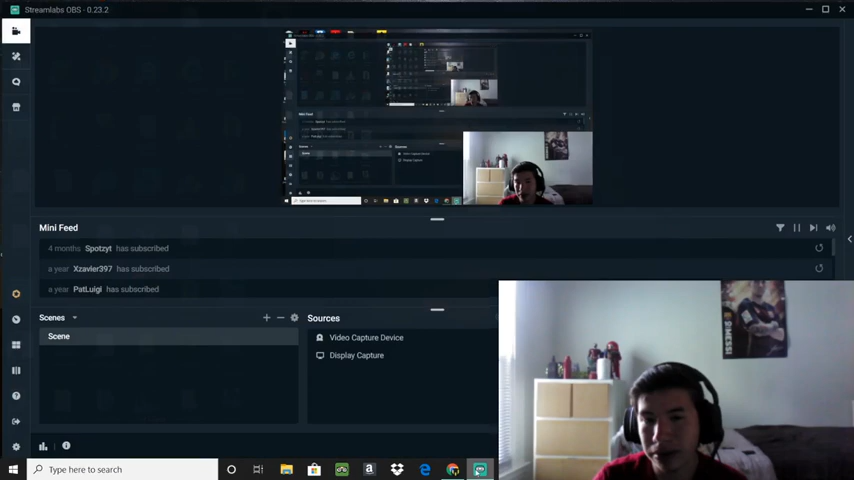 Streamlabs OBS - 0.23.2
Mini Feed
4 months Spotzyt has subscribed
a year Xzavier397 has subscribed
a year PatLuigi has subscribed
Scenes
Sources
Scene
Video Capture Device
Display Capture
MESSI
Type here to search